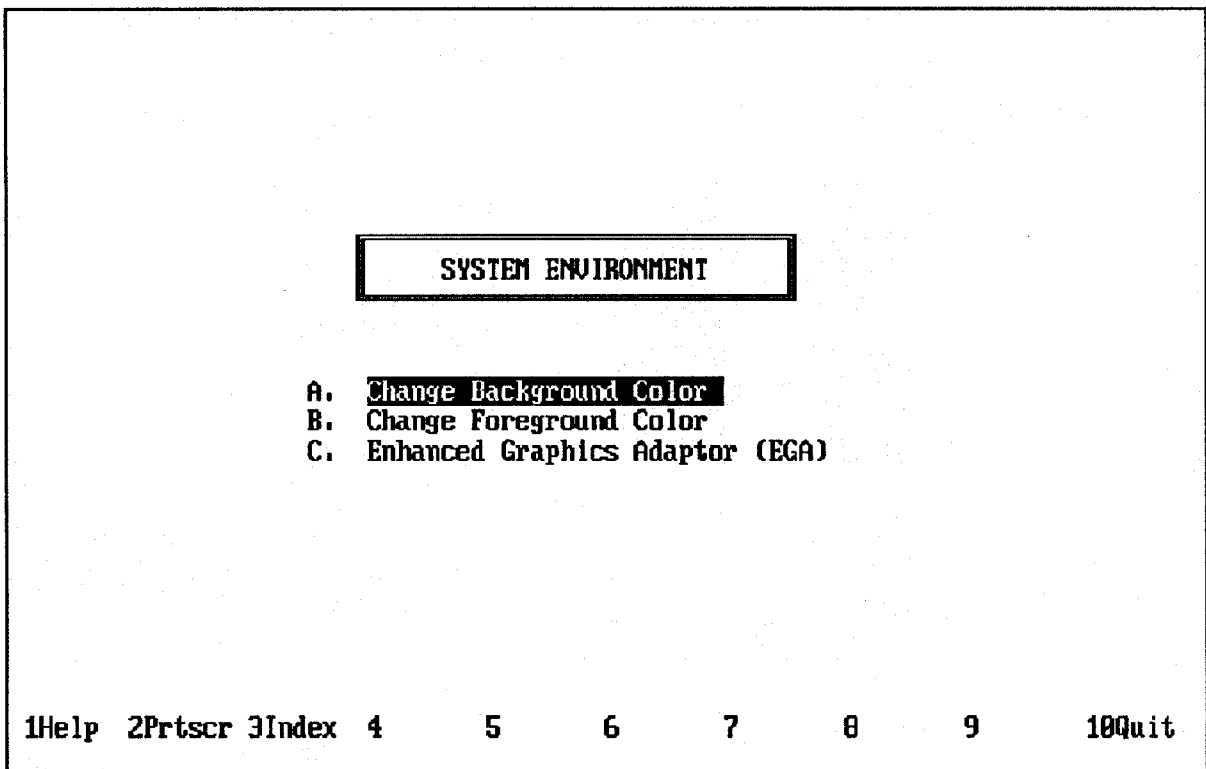 SYSTEM ENVIRONMENT
A. Change Background Color
B. Change Foreground Color
C. Enhanced Graphics Adaptor (EGA)
1Help 2Prtscr 3Index 4 5 6 7 8 9 10Quit